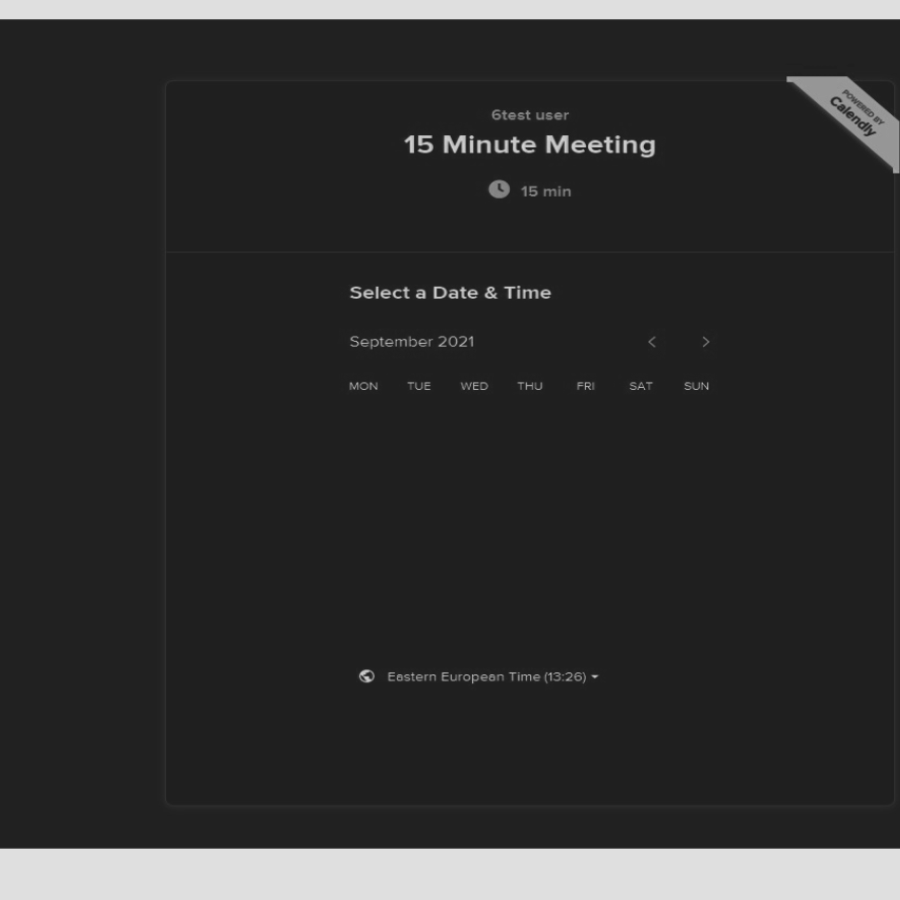 POWERED BY
Calendly
6test user
15 Minute Meeting
15 min
Select a Date & Time
September 2021
MON TUE WED THU FRI SAT SUN
Eastern European Time (13:26)